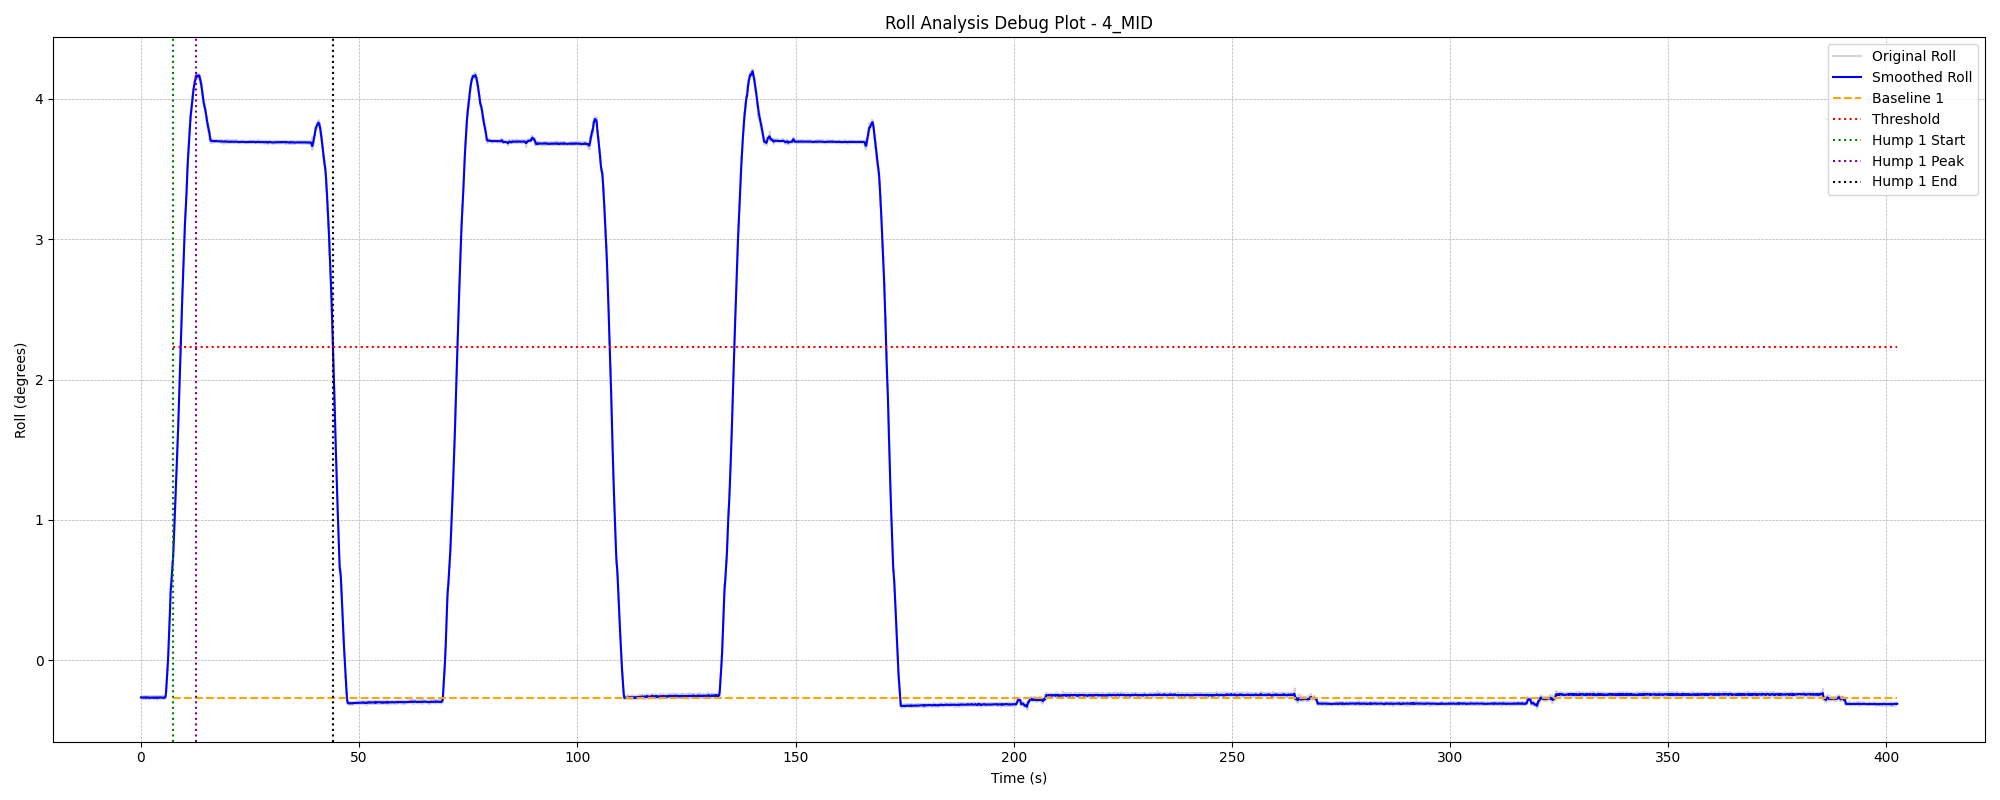 Roll Analysis Debug Plot - 4_MID
Original Roll
Smoothed Roll
Baseline 1
Threshold
Hump 1 Start
Hump 1 Peak
Hump 1 End
4
3
2
1
0
Roll (degrees)
0 50 100 150 200 250 300 350 400
Time (s)